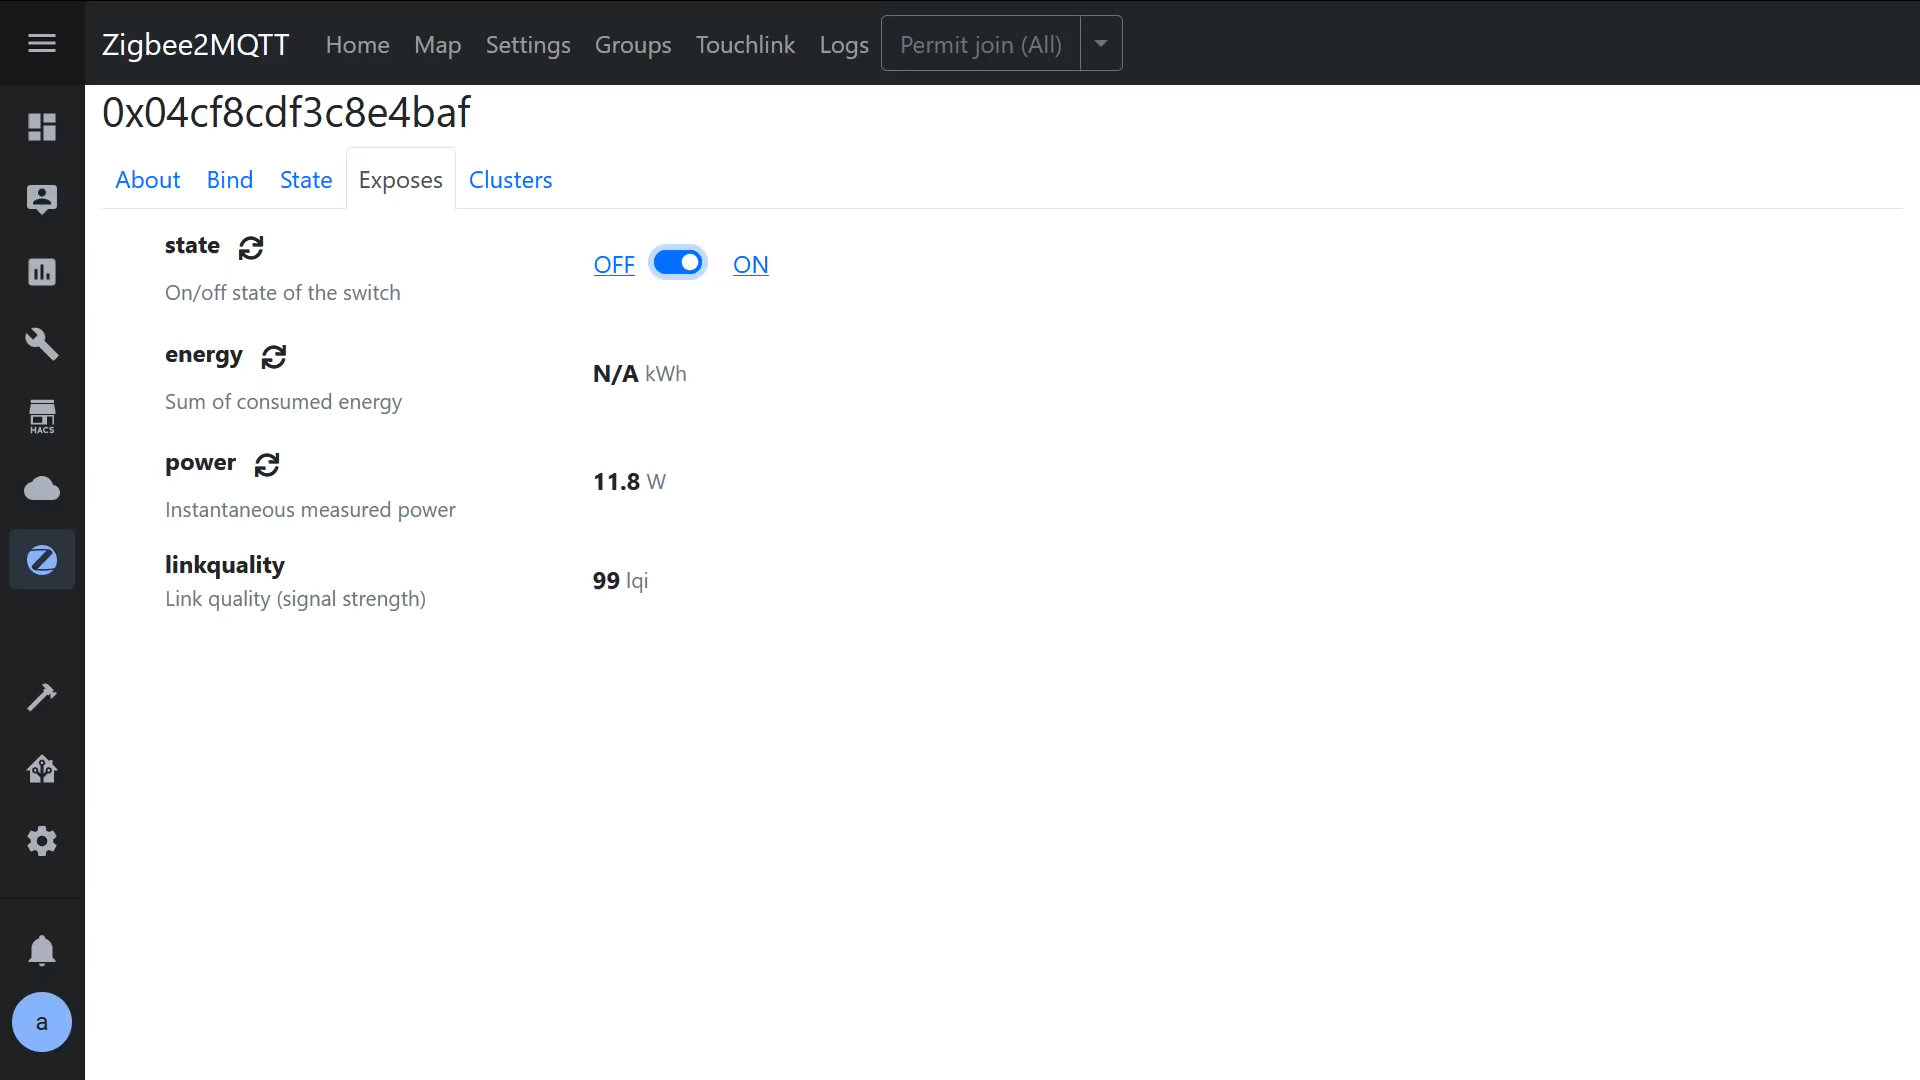 Zigbee2MQTT Home Map Settings Groups Touchlink Logs Permit join (All)
0x04cf8cdf3c8e4baf
About Bind State Exposes Clusters
state
OFF ON
On/off state of the switch
energy
N/A kWh
Sum of consumed energy
power
11.8 W
Instantaneous measured power
linkquality
99 lqi
Link quality (signal strength)
HACS
a